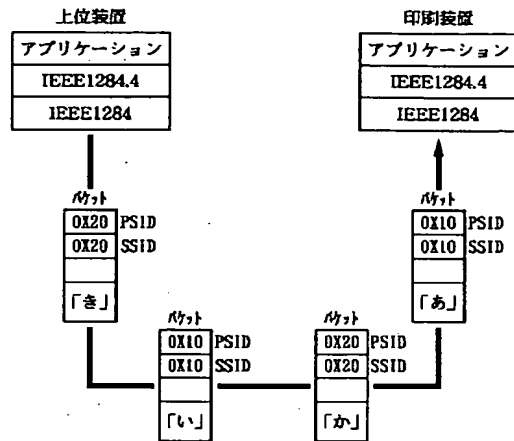 上位装置
アプリケーション
IEEE1284.4
IEEE1284
印刷装置
アプリケーション
IEEE1284.4
IEEE1284
パケット
0X20 PSID
0X20 SSID
「き」
パケット
0X10 PSID
0X10 SSID
「い」
パケット
0X20 PSID
0X20 SSID
「か」
パケット
0X10 PSID
0X10 SSID
「あ」